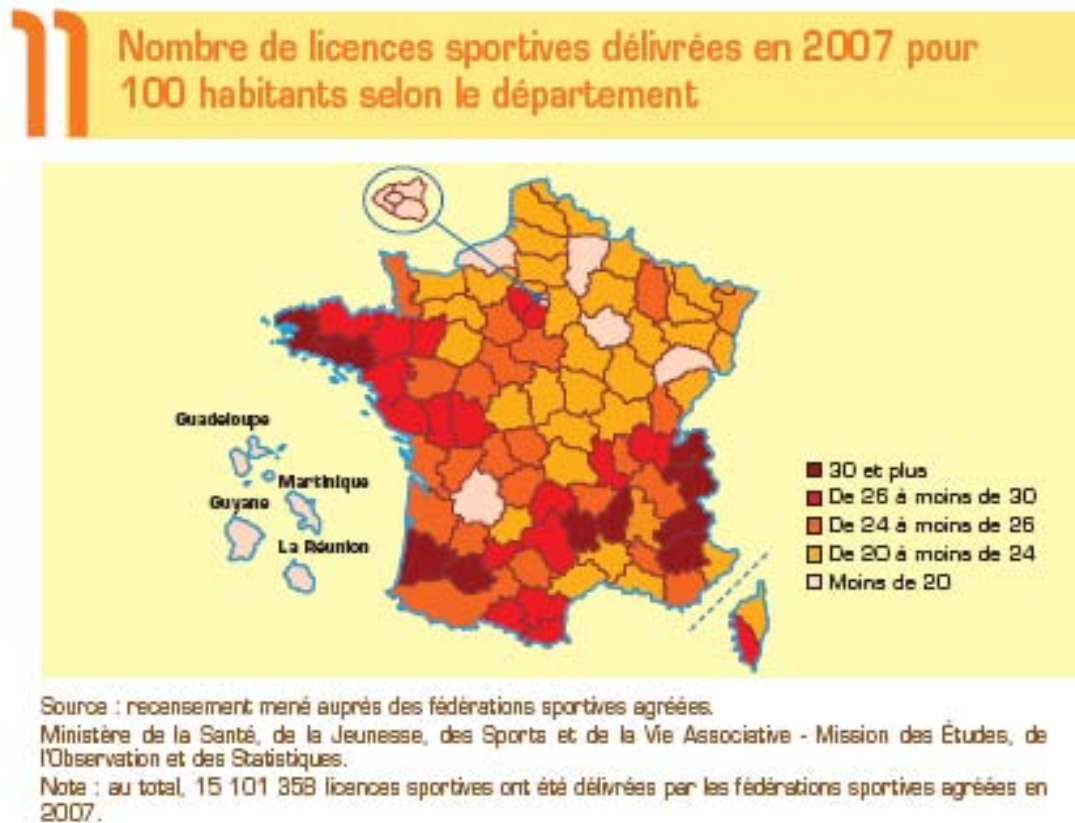 11
Nombre de licences sportives délivrées en 2007 pour
100 habitants selon le département
Guadeloupe
Martinique
Guyane
La Réunion
30 et plus
De 26 à moins de 30
De 24 à moins de 26
De 20 à moins de 24
Moins de 20
Source : recensement mené auprès des fédérations sportives agréées.
Ministère de la Santé, de la Jeunesse, des Sports et de la Vie Associative - Mission des Études, de
l'Observation et des Statistiques.
Note : au total, 15 101 358 licences sportives ont été délivrées par les fédérations sportives agréées en
2007.